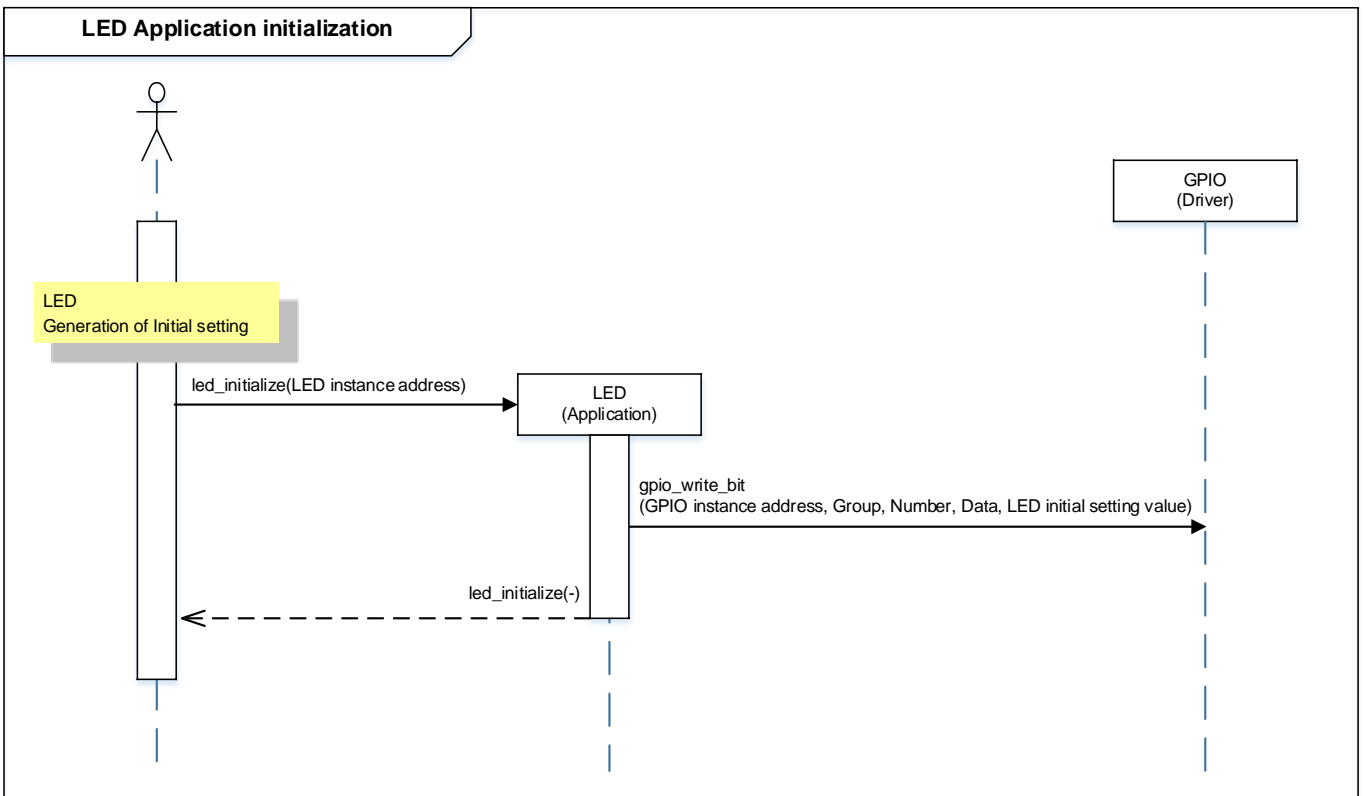 LED Application initialization
GPIO
(Driver)
LED
Generation of Initial setting
led_initialize(LED instance address)
LED
(Application)
gpio_write_bit
(GPIO instance address, Group, Number, Data, LED initial setting value)
led_initialize(-)